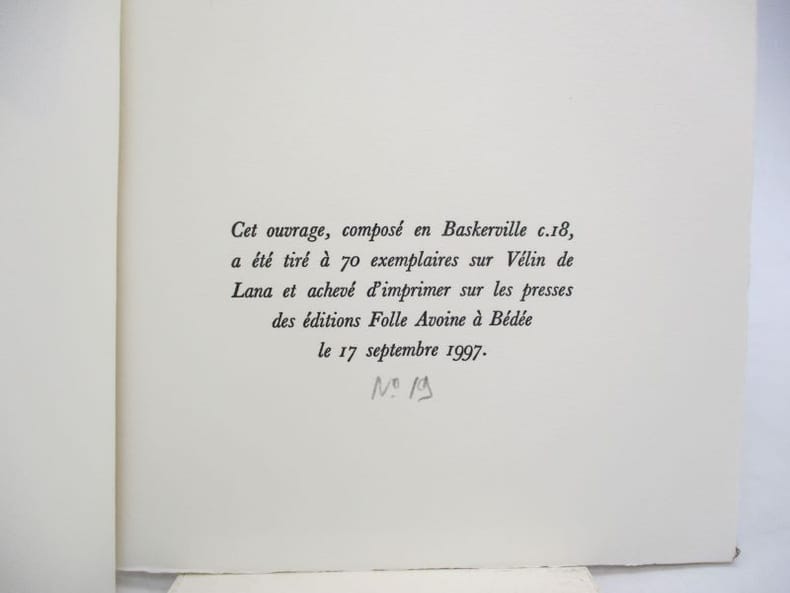 Cet ouvrage, composé en Baskerville c.18,
a été tiré à 70 exemplaires sur Vélin de
Lana et achevé d'imprimer sur les presses
des éditions Folle Avoine à Bédée
le 17 septembre 1997.
Nº 19